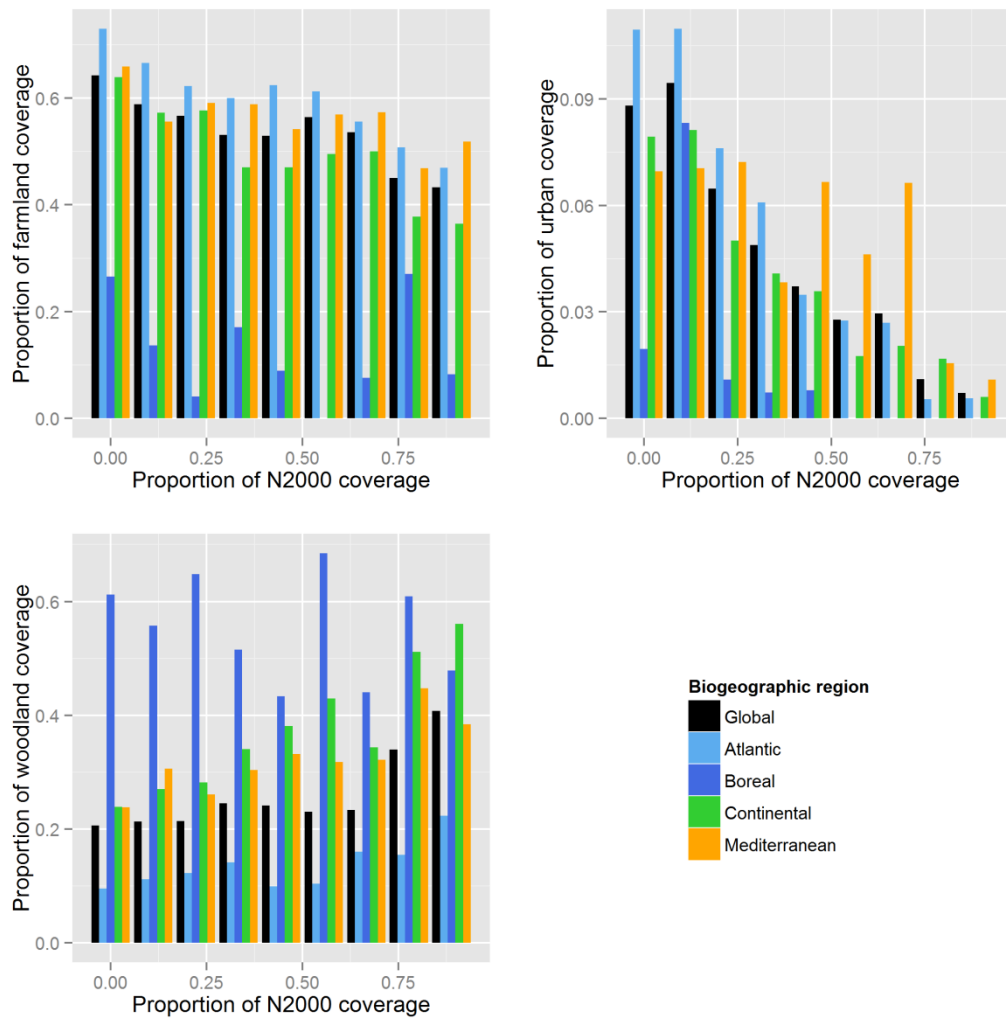 Proportion of farmland coverage
0.6
0.4
0.2
0.0
0.00 0.25 0.50 0.75
Proportion of N2000 coverage
Proportion of urban coverage
0.09
0.06
0.03
0.00
0.00 0.25 0.50 0.75
Proportion of N2000 coverage
Proportion of woodland coverage
0.6
0.4
0.2
0.0
0.00 0.25 0.50 0.75
Proportion of N2000 coverage
Biogeographic region
Global
Atlantic
Boreal
Continental
Mediterranean